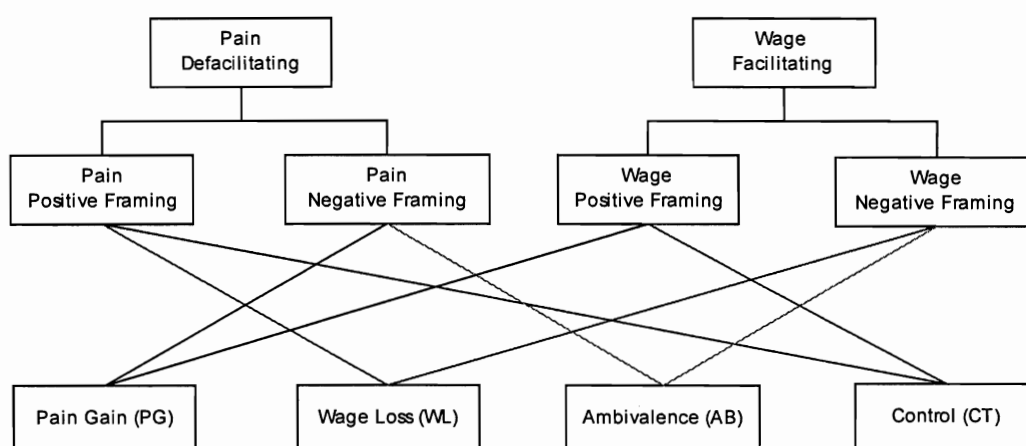 Pain
Defacilitating
Wage
Facilitating
Pain
Positive Framing
Pain
Negative Framing
Wage
Positive Framing
Wage
Negative Framing
Pain Gain (PG)
Wage Loss (WL)
Ambivalence (AB)
Control (CT)